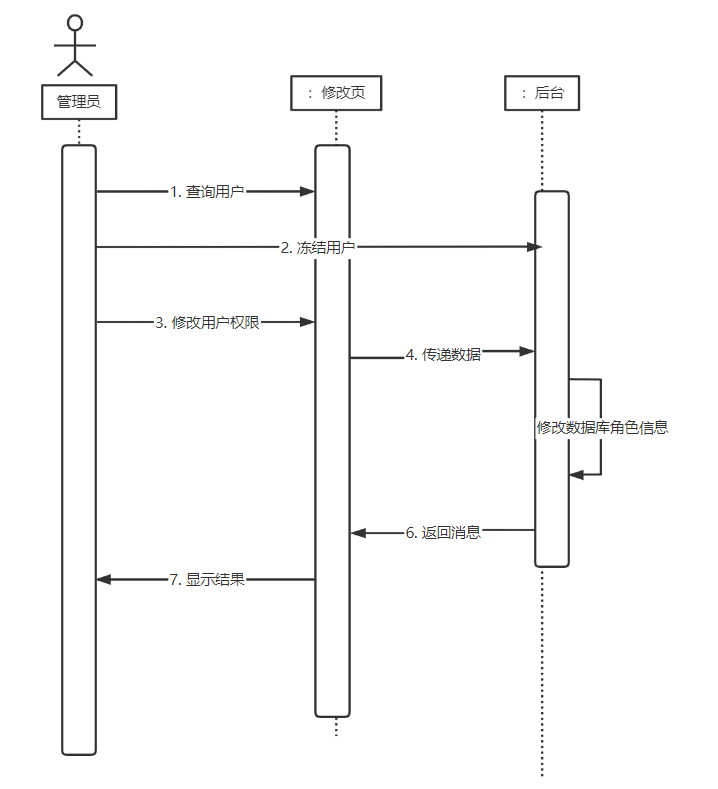 管理员
：修改页
：后台
1. 查询用户
2. 冻结用户
3. 修改用户权限
4. 传递数据
修改数据库角色信息
6. 返回消息
7. 显示结果